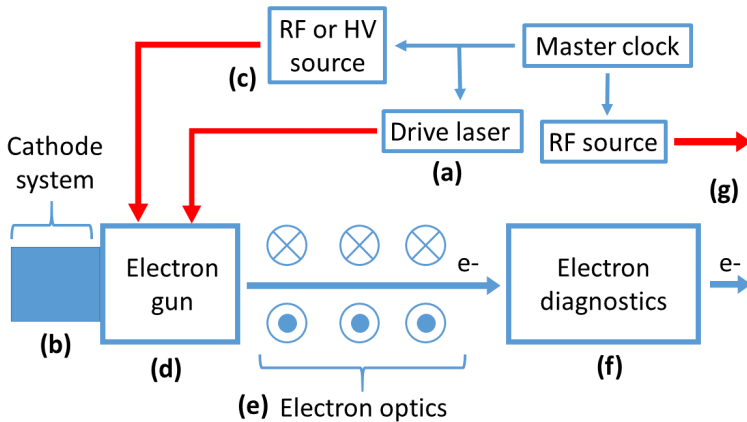 RF or HV
source
Master clock
(c)
Drive laser
RF source
(a)
(g)
Cathode
system
Electron
gun
e-
Electron
diagnostics
e-
(b)
(d)
(f)
(e)
Electron optics